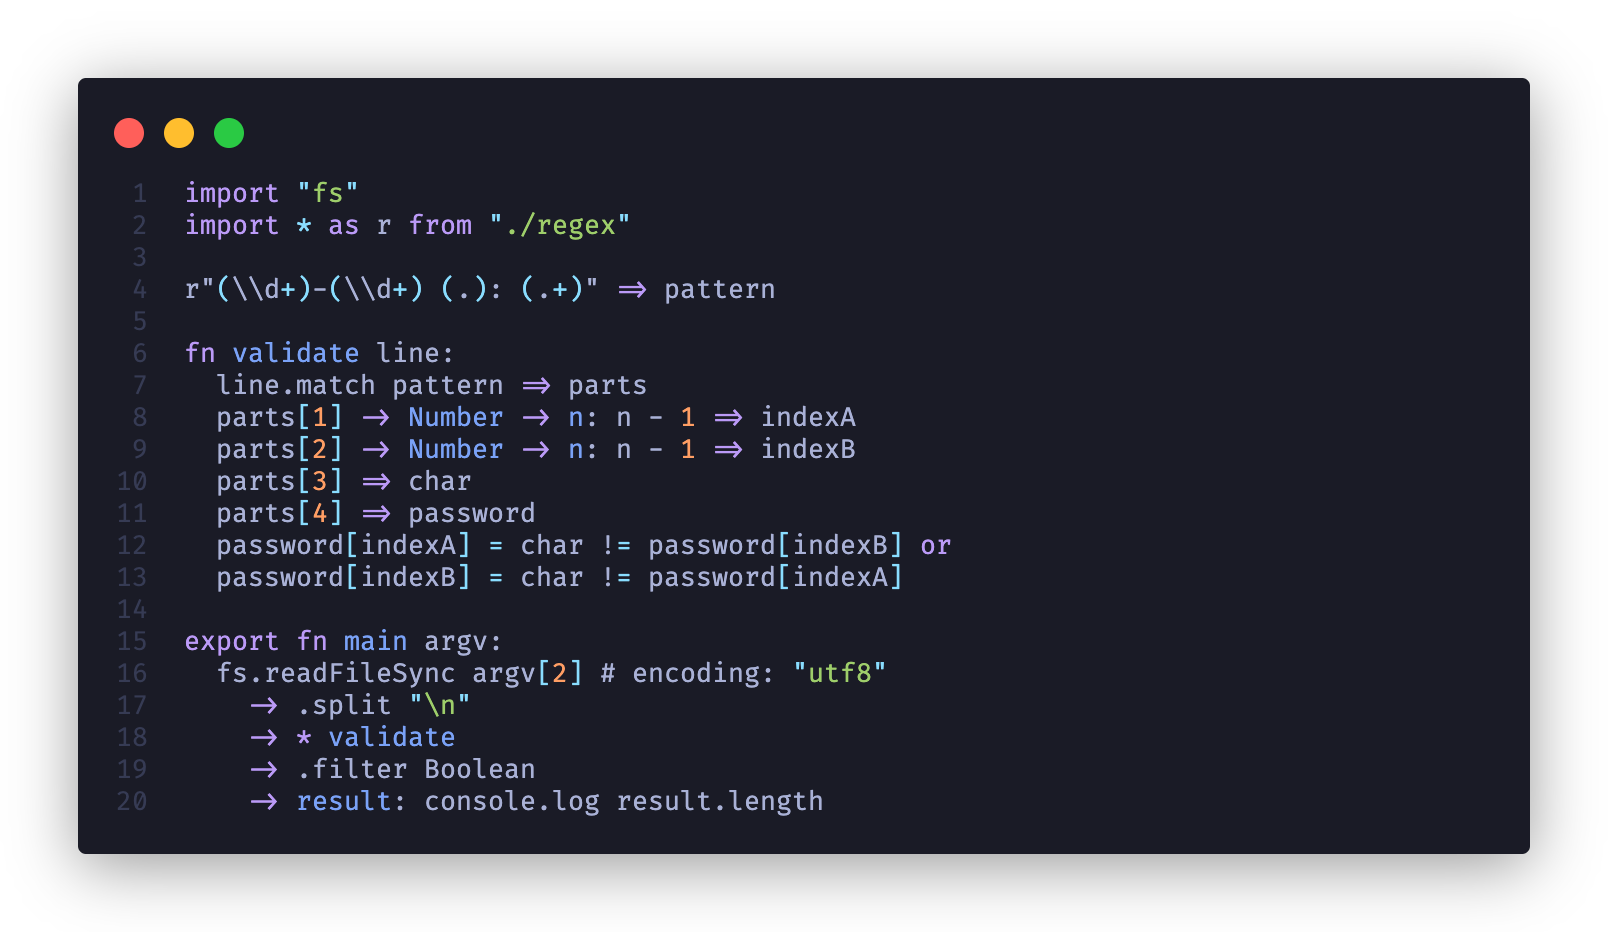 1 import "fs"
2 import * as r from "./regex"
3
4 r"(\\d+)-(\\d+) (.): (.+)" => pattern
5
6 fn validate line:
7   line.match pattern => parts
8   parts[1] -> Number -> n: n - 1 => indexA
9   parts[2] -> Number -> n: n - 1 => indexB
10   parts[3] => char
11   parts[4] => password
12   password[indexA] = char != password[indexB] or
13   password[indexB] = char != password[indexA]
14
15 export fn main argv:
16   fs.readFileSync argv[2] # encoding: "utf8"
17     -> .split "\n"
18     -> * validate
19     -> .filter Boolean
20     -> result: console.log result.length